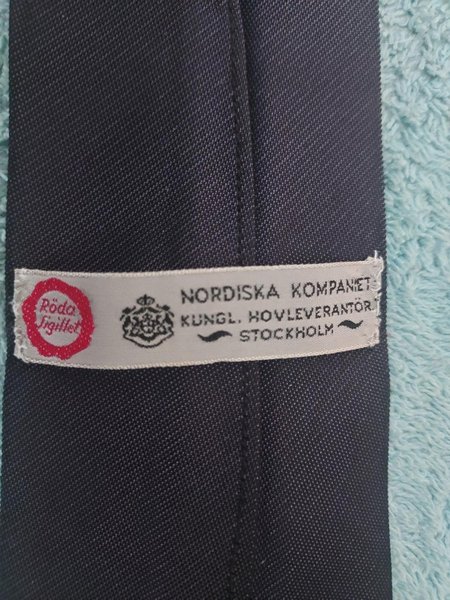 Röda
Sigillet
NORDISKA KOMPANIET
KUNGL. HOVLEVERANTÖR
STOCKHOLM